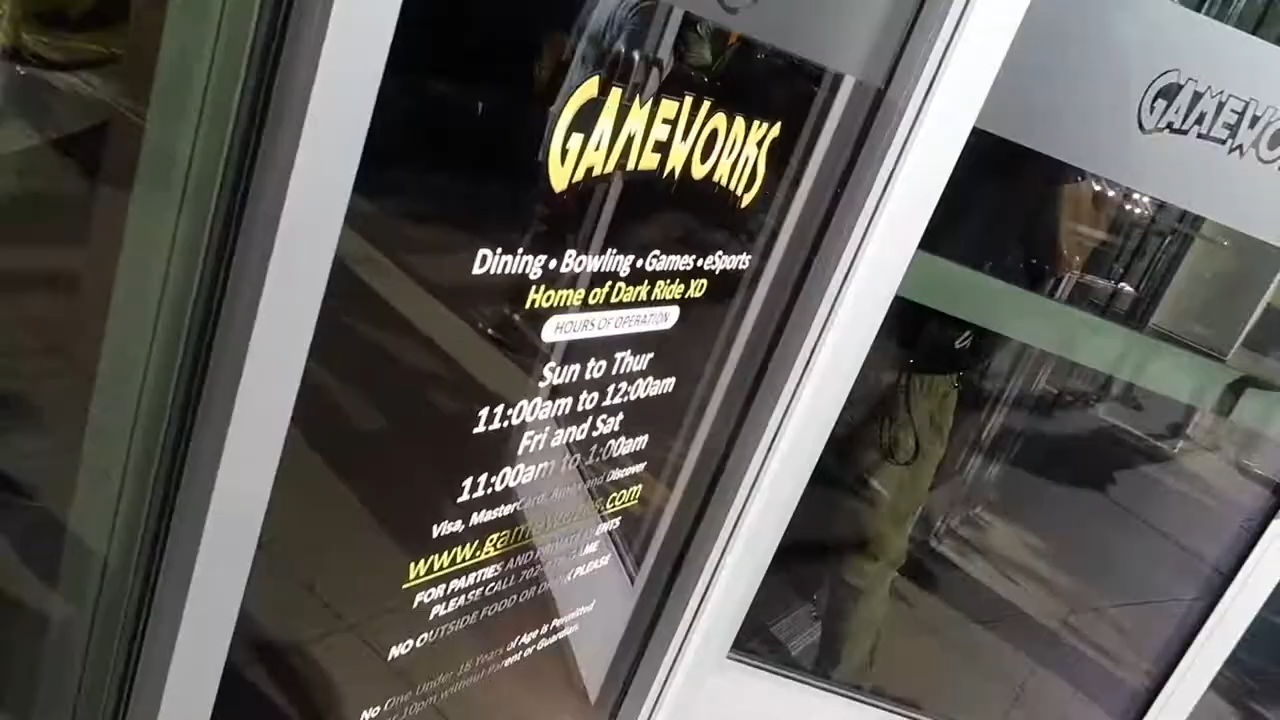 GAMEWORKS
Dining • Bowling • Games • eSports
Home of Dark Ride XD
HOURS OF OPERATION
Sun to Thur
11:00am to 12:00am
Fri and Sat
11:00am to 1:00am
Visa, MasterCard, Amex and Discover
www.gameworks.com
FOR PARTIES AND PRIVATE EVENTS
PLEASE CALL 702- GAME
NO OUTSIDE FOOD OR DRINK PLEASE
No One Under 18 Years of Age is Permitted
10pm without Parent or Guardian.
GAMEWO